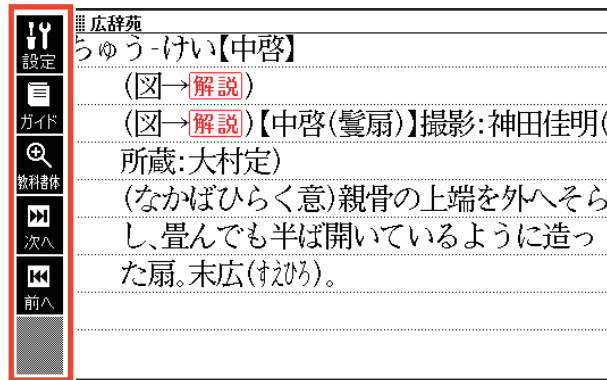 設定
ガイド
教科書体
次へ
前へ
広辞苑
ちゅう-けい【中啓】
(図→解説)
(図→解説)【中啓(鬘扇)】撮影:神田佳明(
所蔵:大村定)
(なかばひらく意)親骨の上端を外へそら
し、畳んでも半ば開いているように造っ
た扇。末広(すえひろ)。